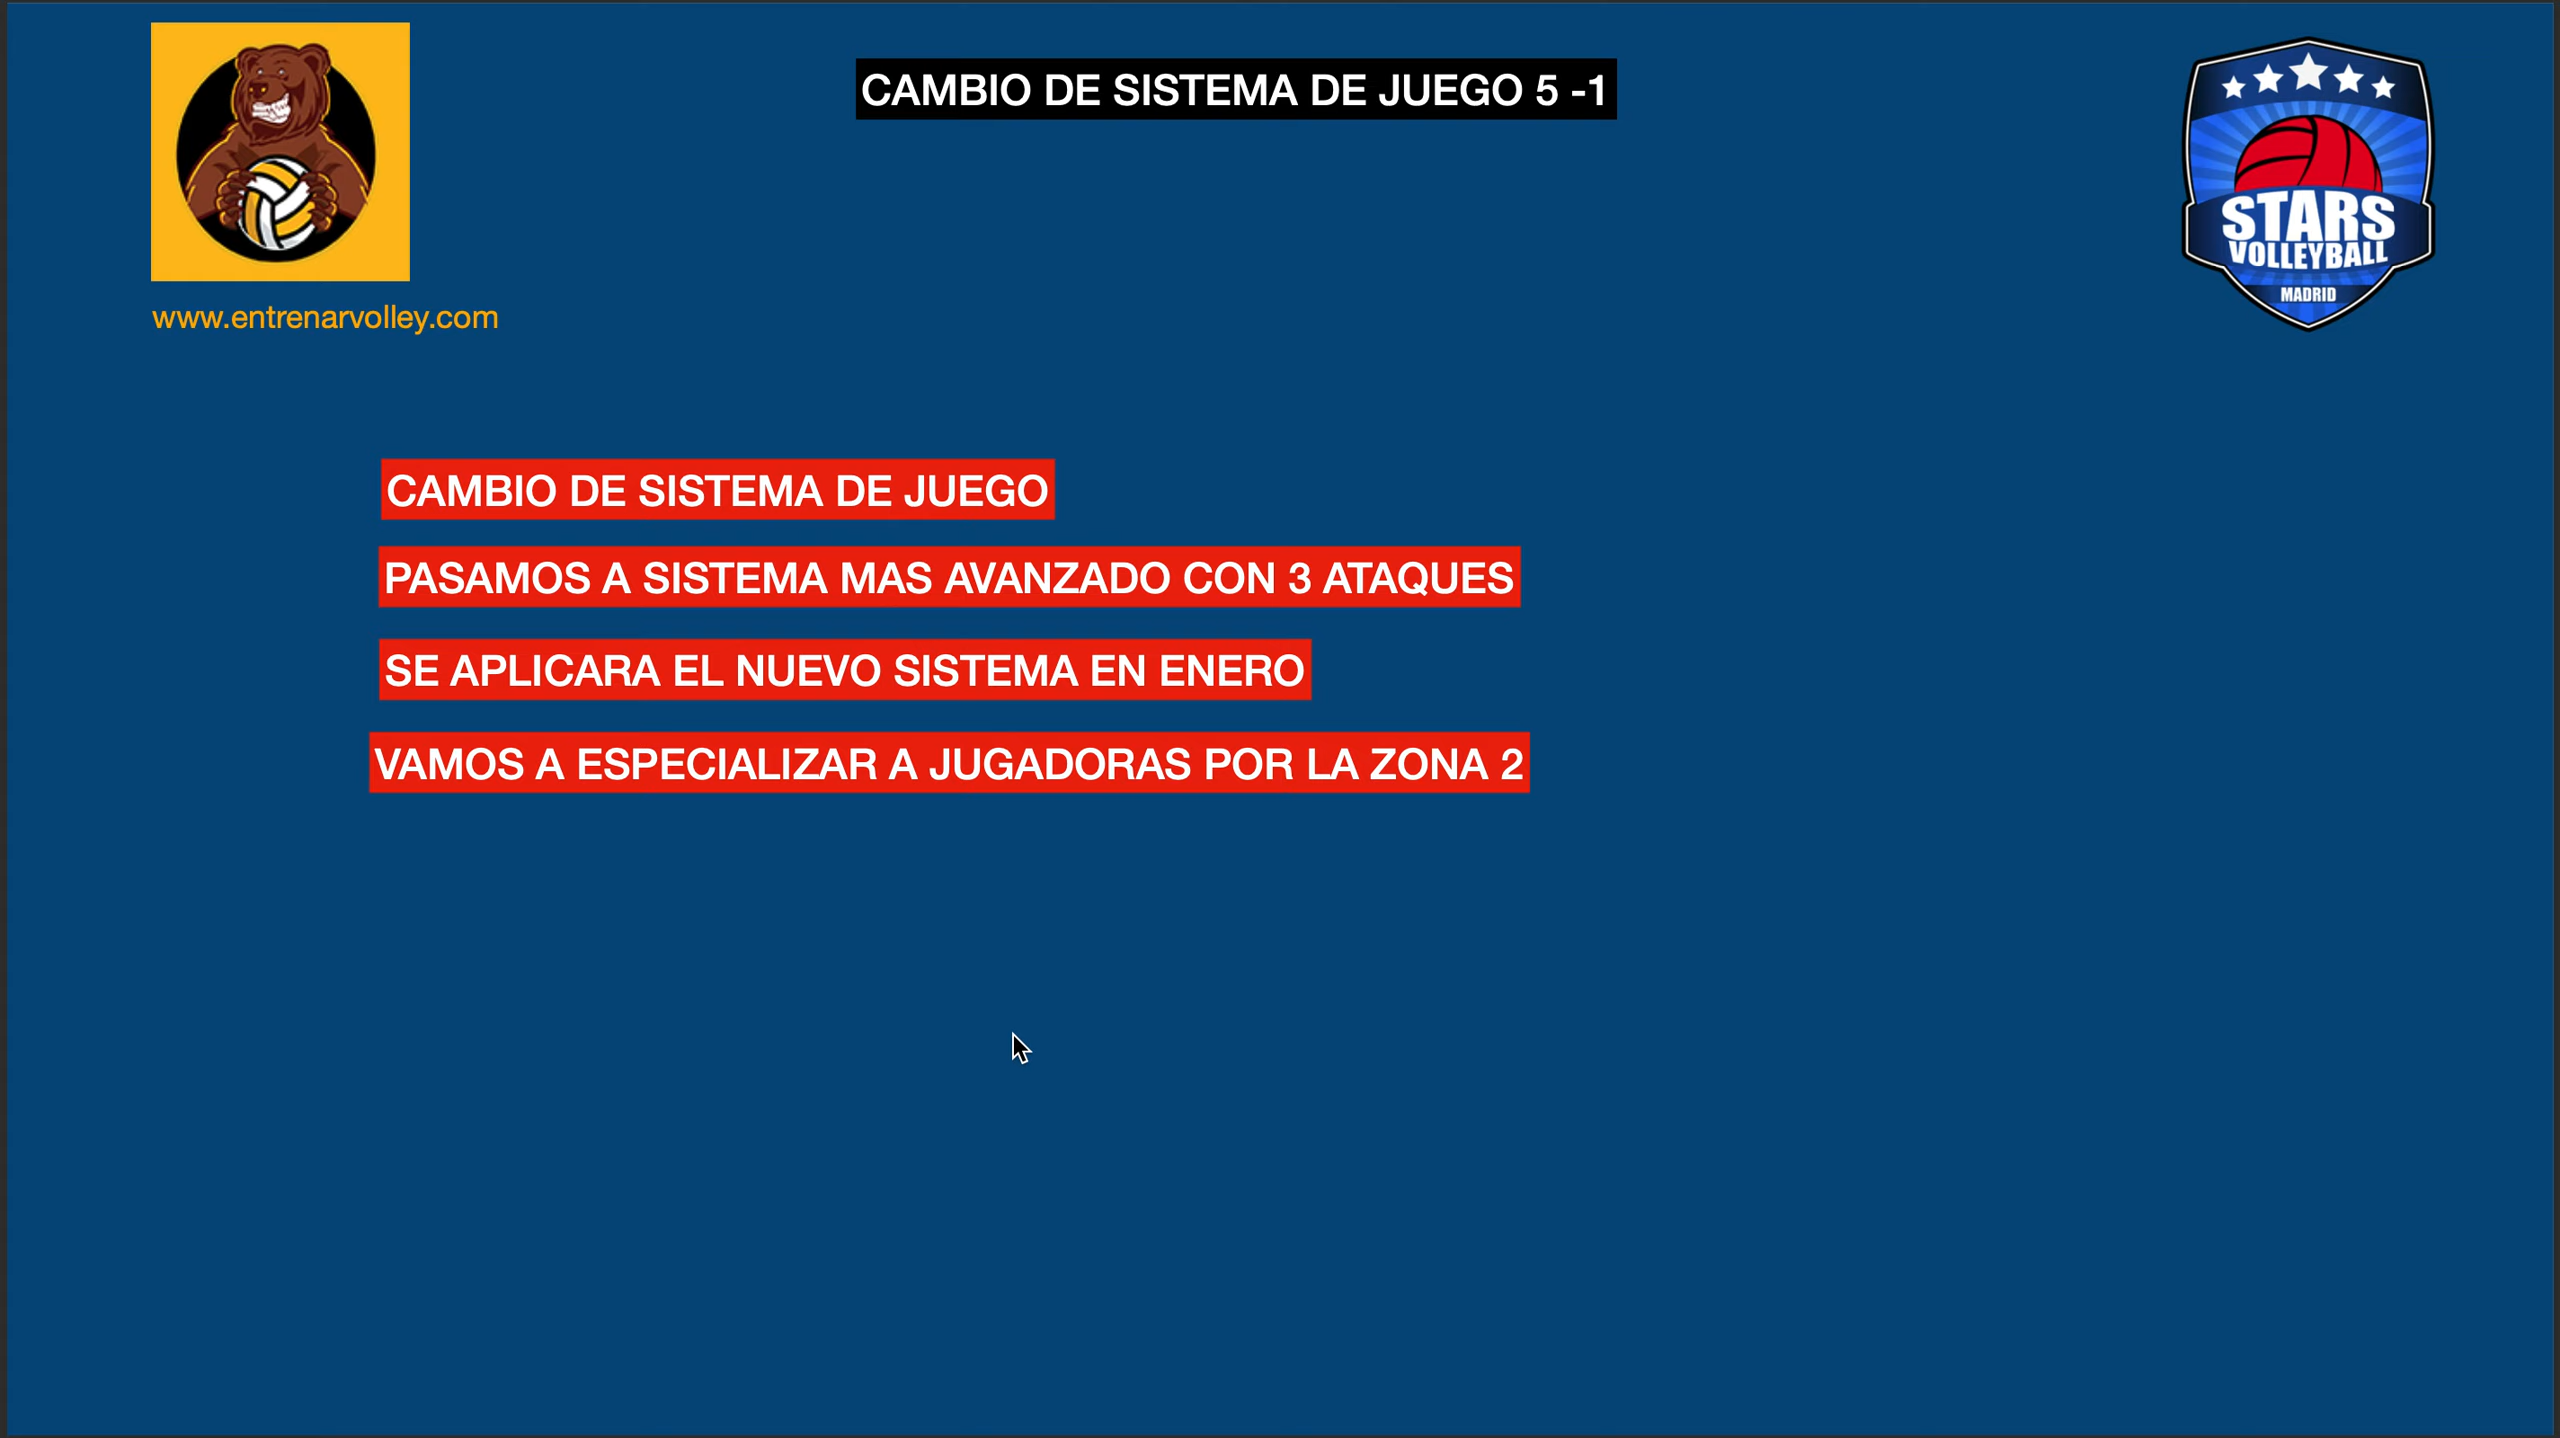 CAMBIO DE SISTEMA DE JUEGO 5 -1
STARS
VOLLEYBALL
MADRID
www.entrenarvolley.com
CAMBIO DE SISTEMA DE JUEGO
PASAMOS A SISTEMA MAS AVANZADO CON 3 ATAQUES
SE APLICARA EL NUEVO SISTEMA EN ENERO
VAMOS A ESPECIALIZAR A JUGADORAS POR LA ZONA 2